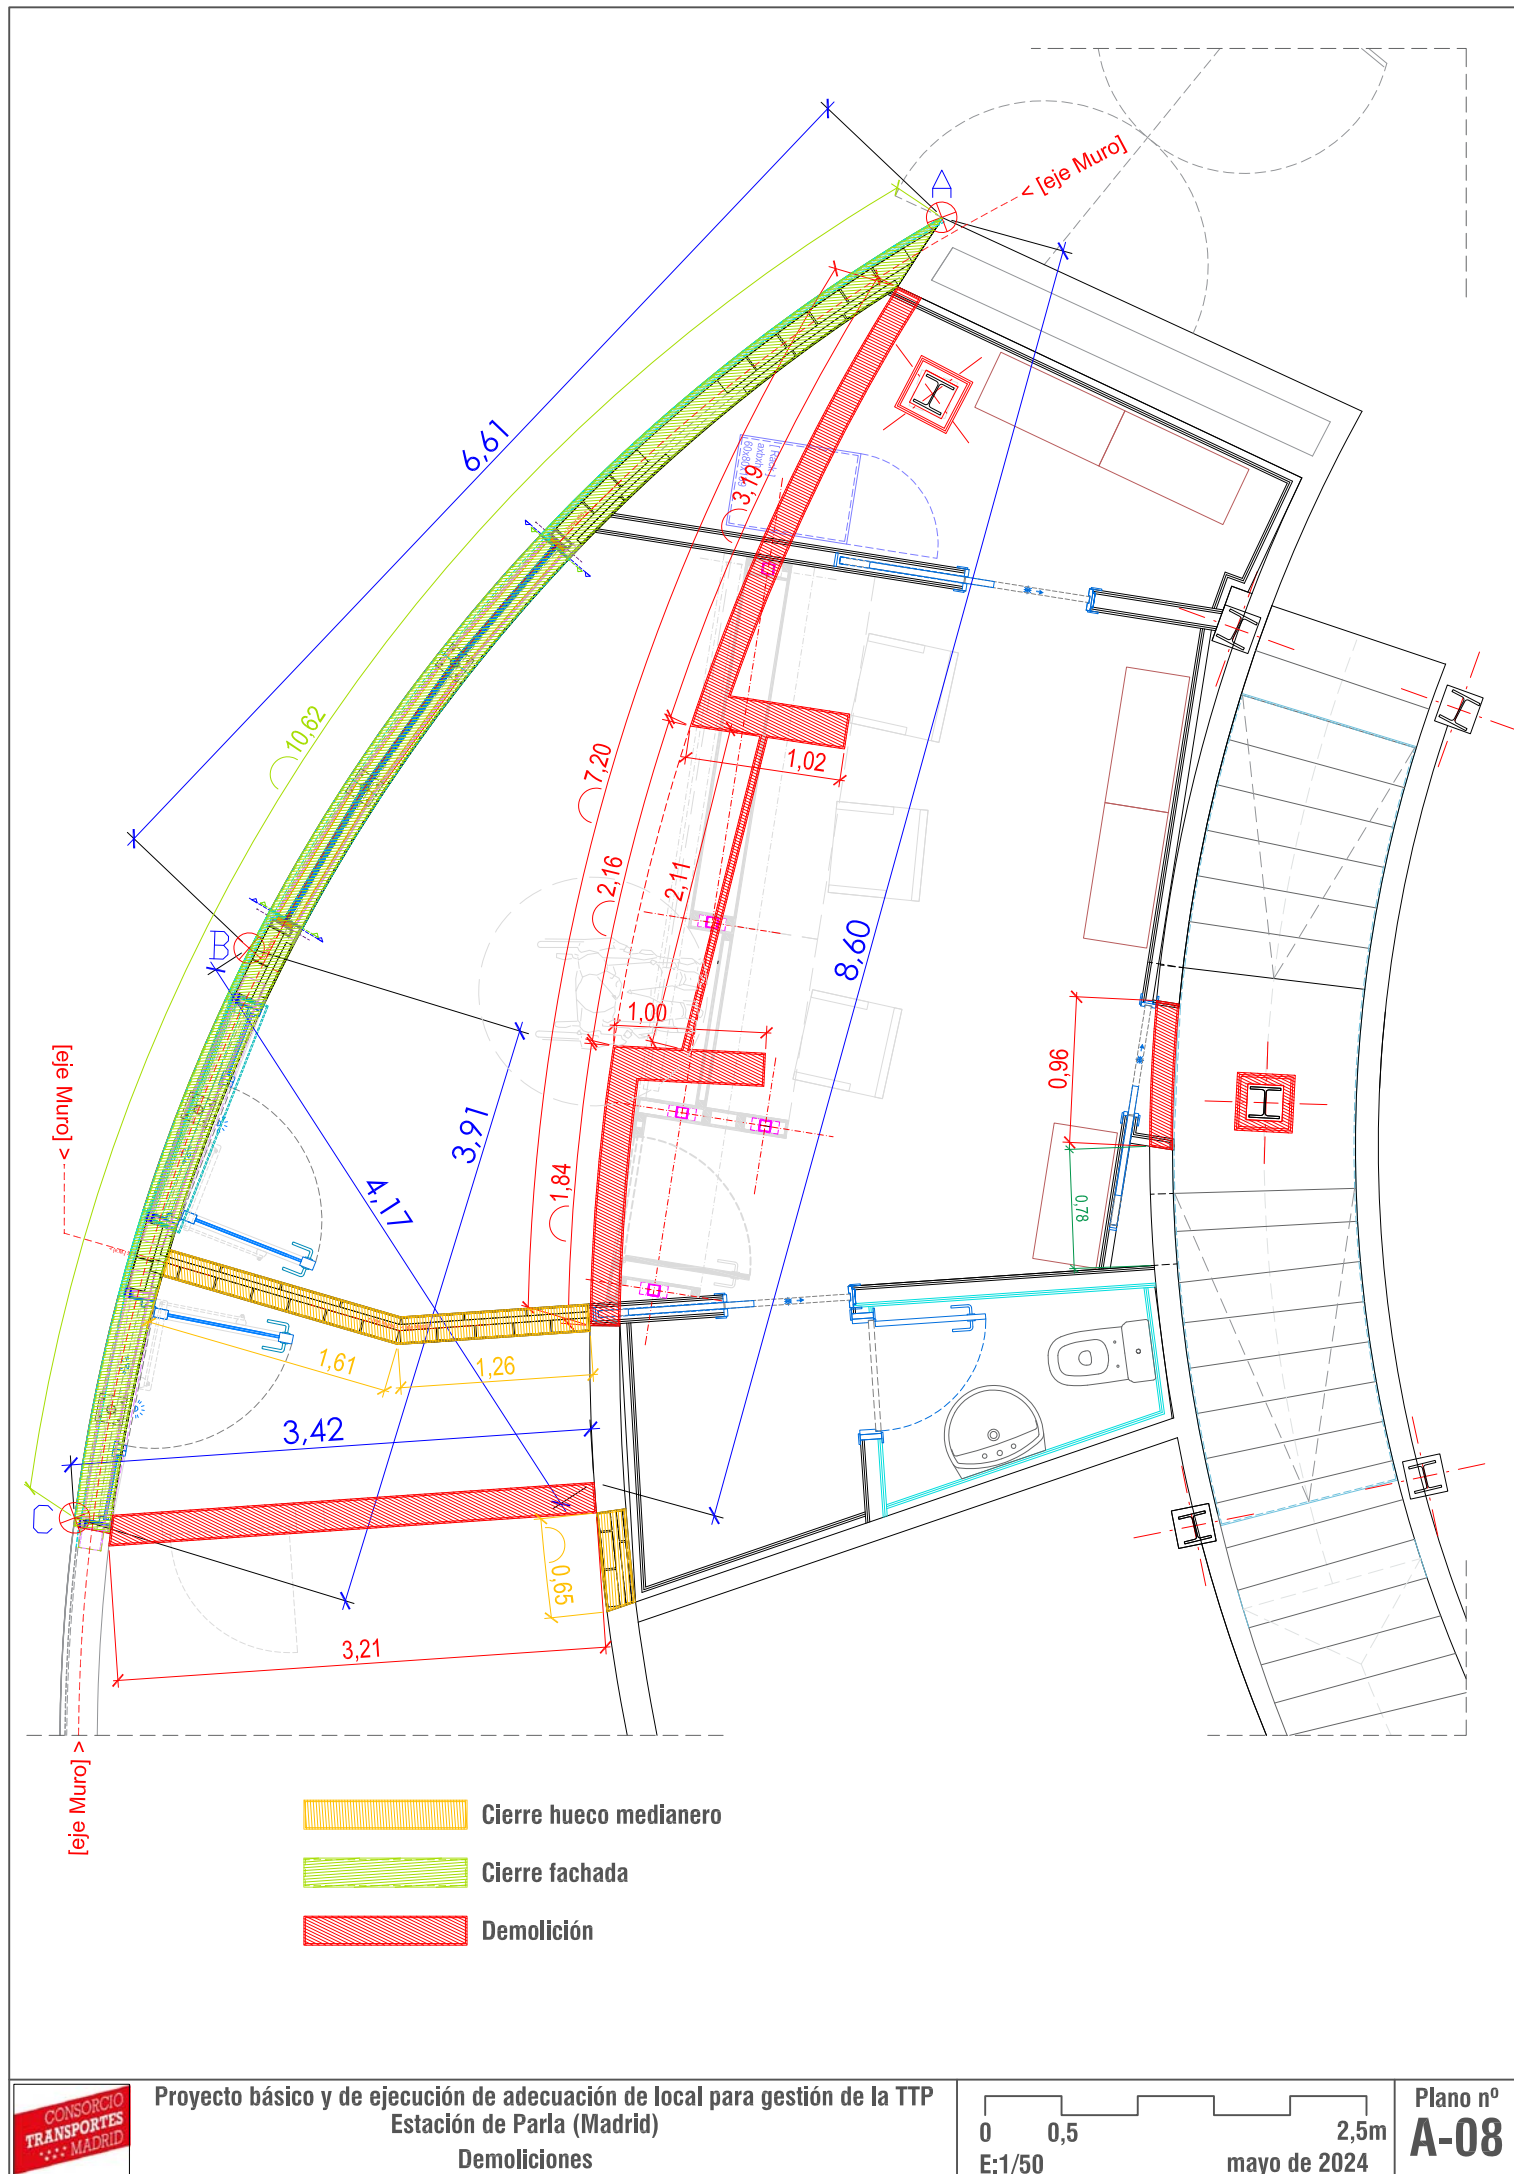 A
< [eje Muro]
6,61
[ Rack ]
axbxh
3,19
10,62
7,20
1,02
2,16
2,11
8,60
B
1,00
0,96
[eje Muro] >
3,91
4,17
1,84
0,78
1,61
1,26
3,42
C
0,65
3,21
[eje Muro] >
Cierre hueco medianero
Cierre fachada
Demolición
CONSORCIO
TRANSPORTES
MADRID
Proyecto básico y de ejecución de adecuación de local para gestión de la TTP
Estación de Parla (Madrid)
Demoliciones
0 0,5 2,5m
E:1/50 mayo de 2024
Plano nº
A-08